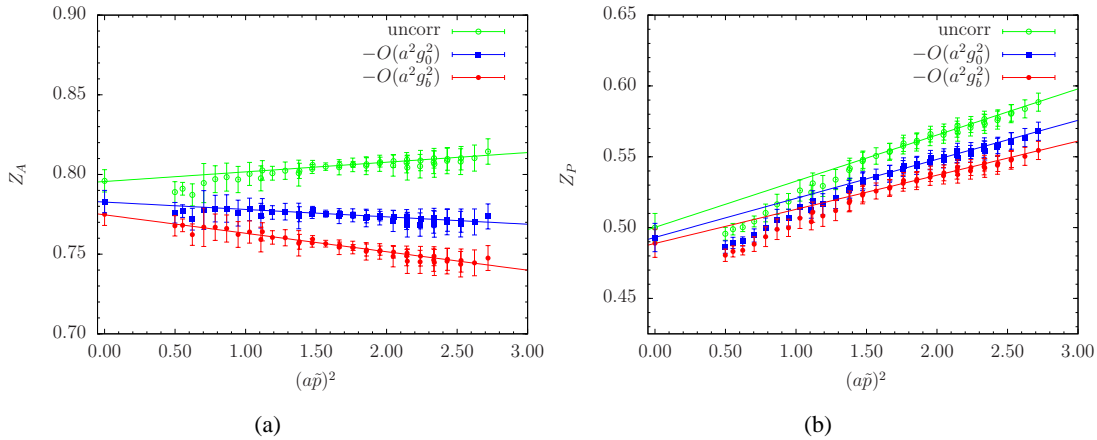 uncorr
−O(a²g₀²)
−O(a²g_b²)
0.90
0.85
0.80
0.75
0.70
Z_A
0.00 0.50 1.00 1.50 2.00 2.50 3.00
(ap̃)²
(a)
uncorr
−O(a²g₀²)
−O(a²g_b²)
0.65
0.60
0.55
0.50
0.45
Z_P
0.00 0.50 1.00 1.50 2.00 2.50 3.00
(ap̃)²
(b)